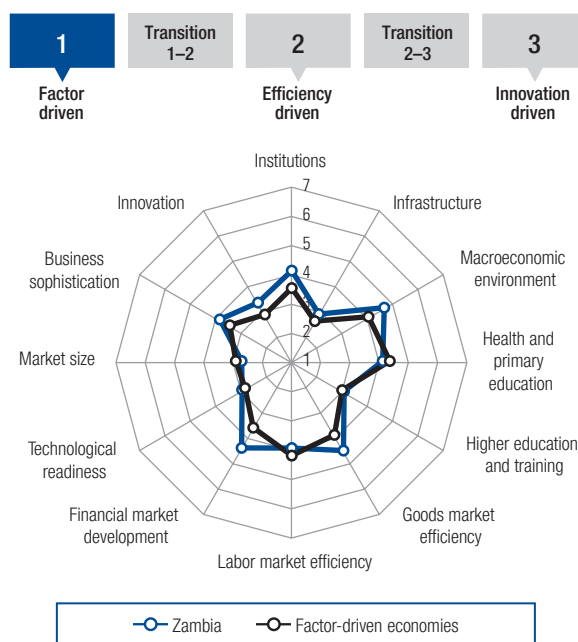 1
Transition
1–2
2
Transition
2–3
3
Factor
driven
Efficiency
driven
Innovation
driven
Institutions
Innovation
Infrastructure
Business
sophistication
Macroeconomic
environment
Market size
Health and
primary
education
Technological
readiness
Higher education
and training
Financial market
development
Goods market
efficiency
Labor market efficiency
7
6
5
4
2
1
Zambia
Factor-driven economies